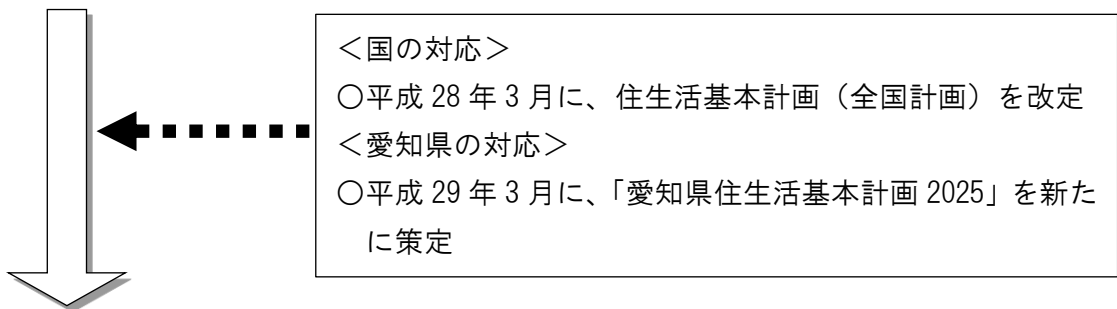 ＜国の対応＞
○平成 28 年 3 月に、住生活基本計画（全国計画）を改定
＜愛知県の対応＞
○平成 29 年 3 月に、「愛知県住生活基本計画 2025」を新た
に策定